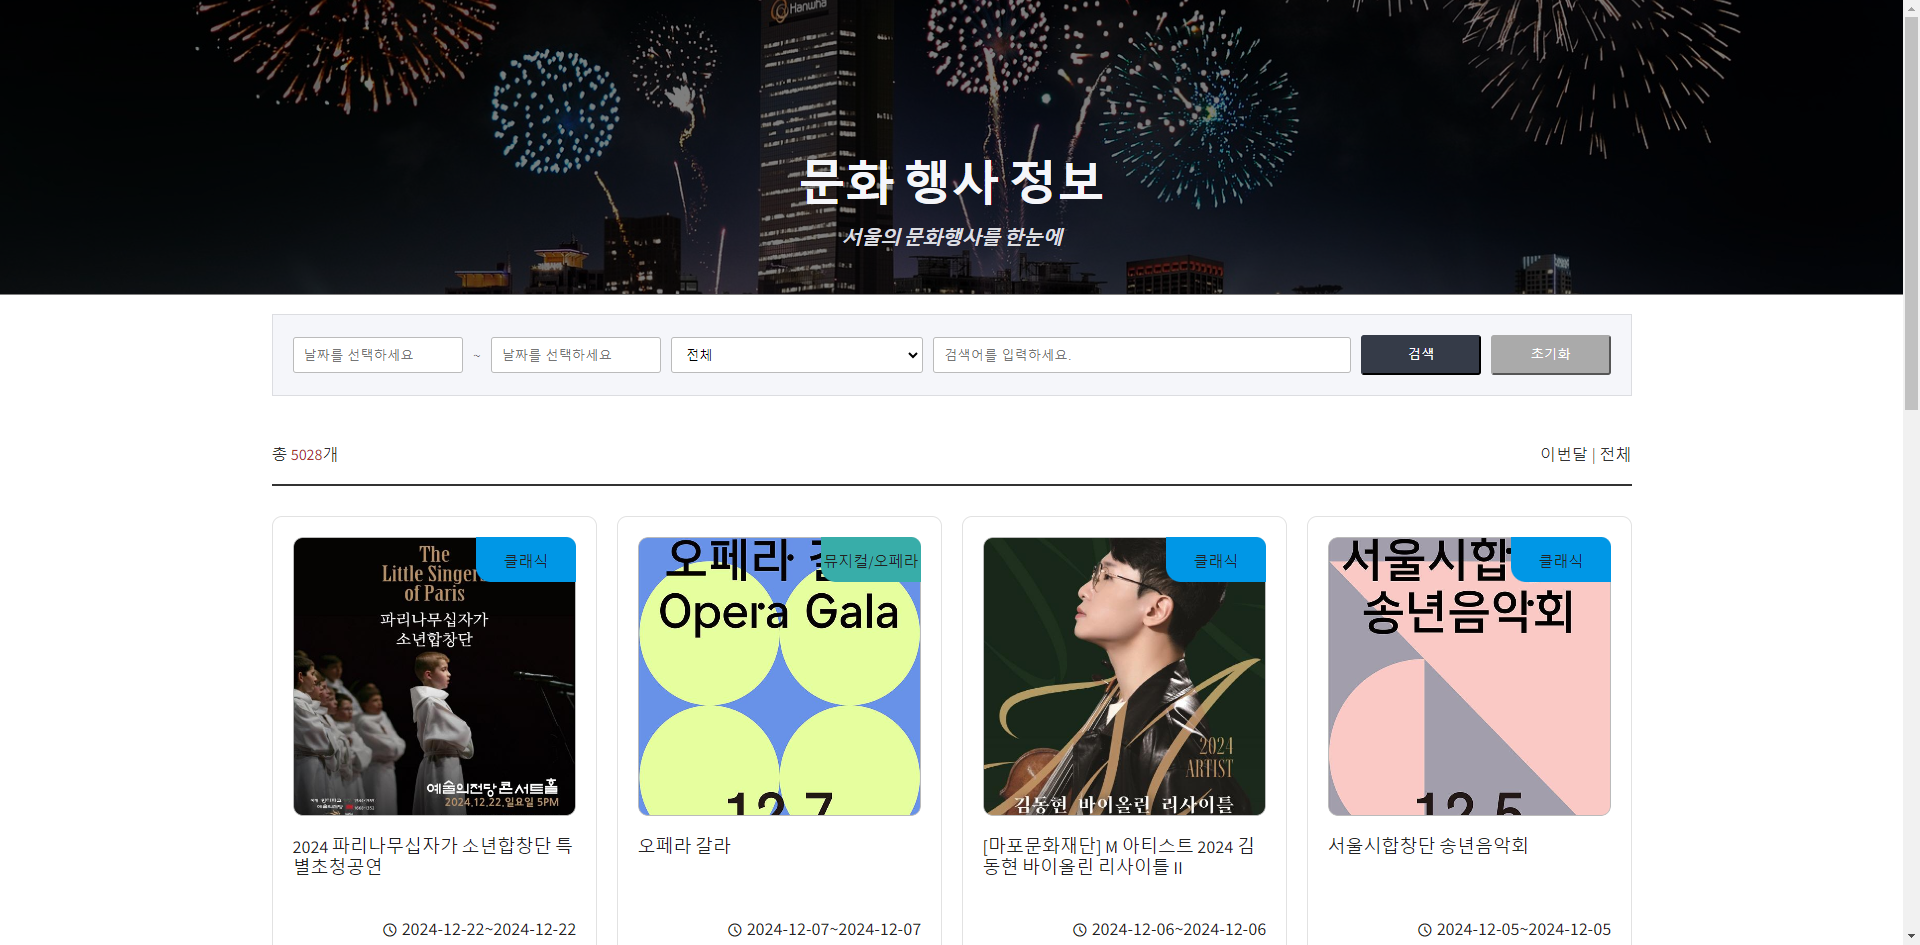 Hanwha
문화 행사 정보
서울의 문화행사를 한눈에
날짜를 선택하세요 ~ 날짜를 선택하세요 전체 검색어를 입력하세요. 검색 초기화
총 5028개
이번달 | 전체
The
Little Singer
of Paris
클래식
파리나무십자가
소년합창단
예술의전당 콘서트홀
2024.12.22.일요일 5PM
2024 파리나무십자가 소년합창단 특
별초청공연
2024-12-22~2024-12-22
오페라
뮤지컬/오페라
Opera Gala
12.7
오페라 갈라
2024-12-07~2024-12-07
클래식
2024
ARTIST
김동현 바이올린 리사이틀
[마포문화재단] M 아티스트 2024 김
동현 바이올린 리사이틀 II
2024-12-06~2024-12-06
서울시합
클래식
송년음악회
12.5
서울시합창단 송년음악회
2024-12-05~2024-12-05